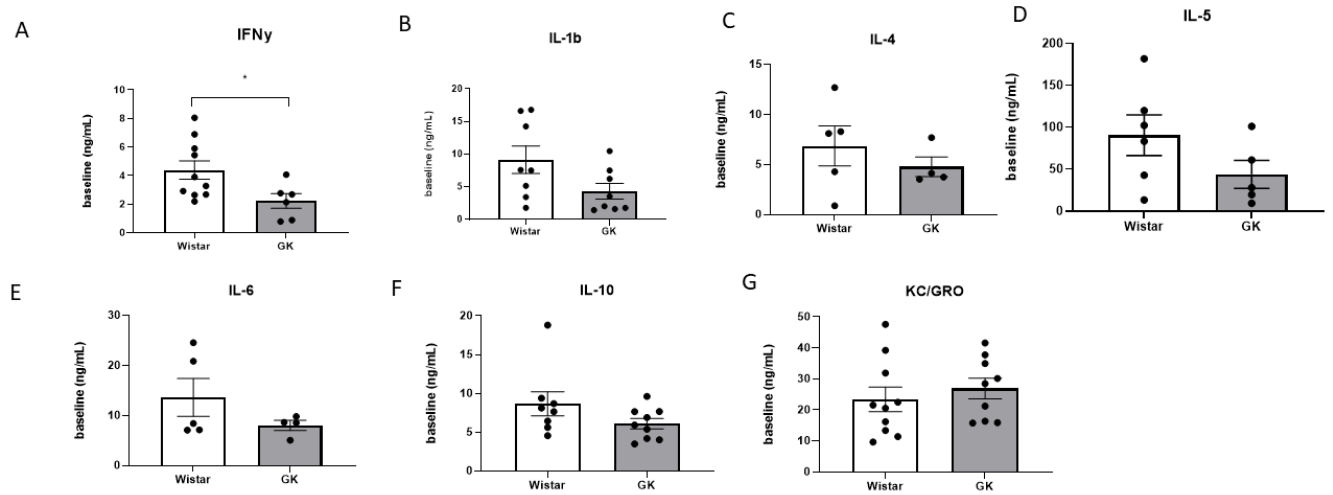 A
IFNy
*
baseline (ng/mL)
10
8
6
4
2
0
Wistar
GK
B
IL-1b
baseline (ng/mL)
20
15
10
5
0
Wistar
GK
C
IL-4
baseline (ng/mL)
15
10
5
0
Wistar
GK
D
IL-5
baseline (ng/mL)
200
150
100
50
0
Wistar
GK
E
IL-6
baseline (ng/mL)
30
20
10
0
Wistar
GK
F
IL-10
baseline (ng/mL)
20
15
10
5
0
Wistar
GK
G
KC/GRO
baseline (ng/mL)
50
40
30
20
10
0
Wistar
GK